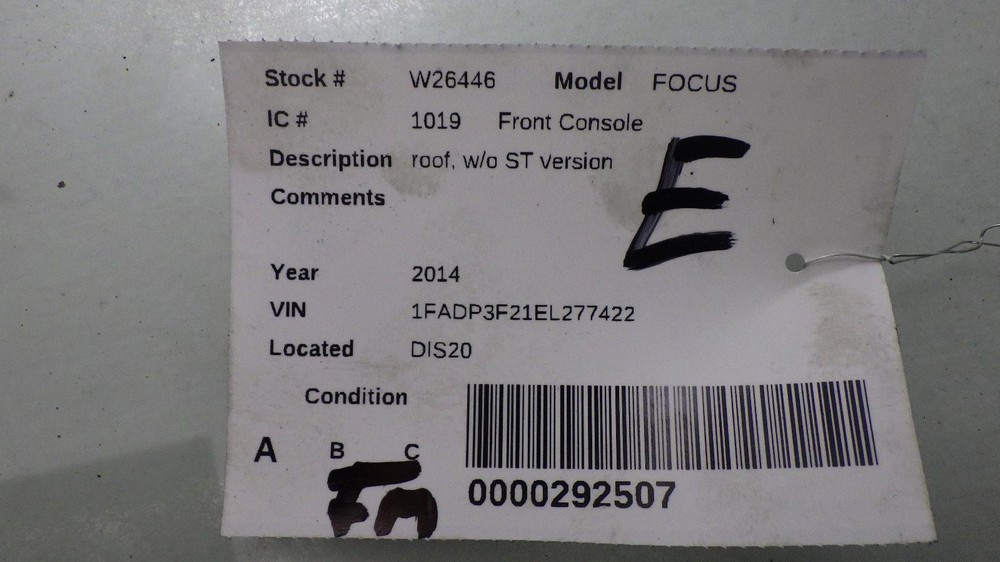 Stock # W26446 Model FOCUS
IC # 1019 Front Console
Description roof, w/o ST version
Comments
E
Year 2014
VIN 1FADP3F21EL277422
Located DIS20
Condition
A B C
0000292507